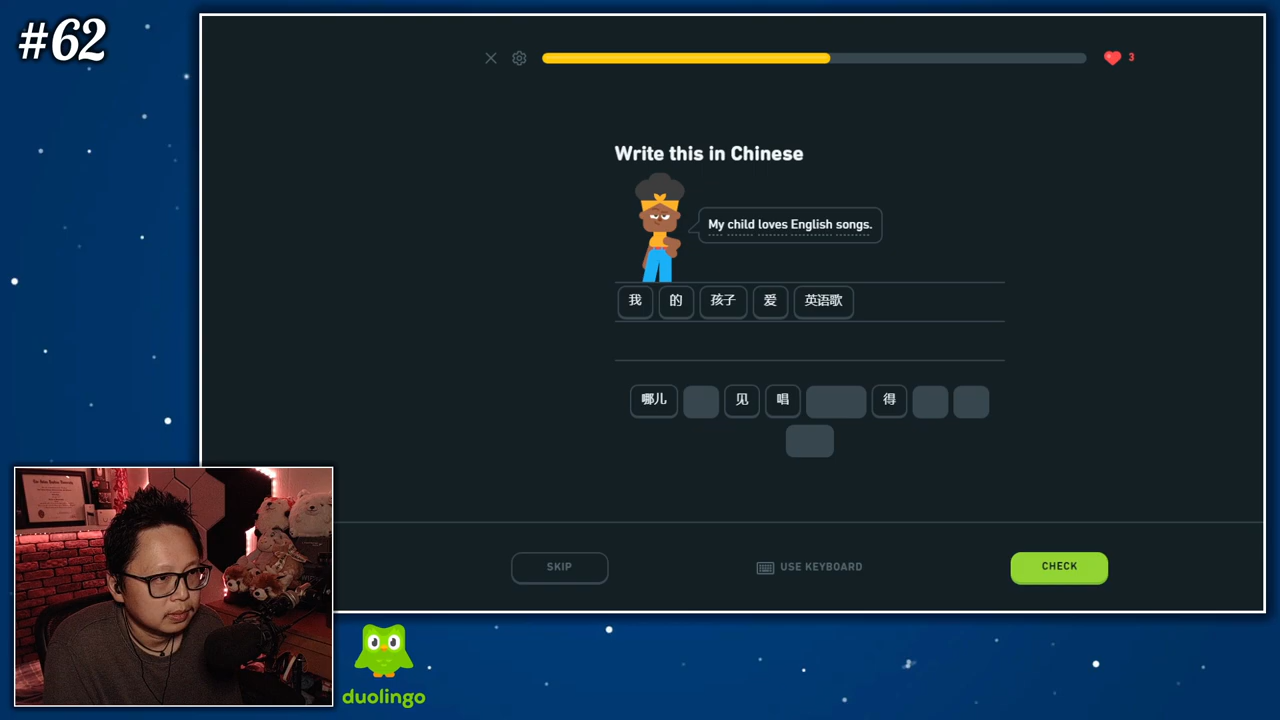 #62
3
Write this in Chinese
My child loves English songs.
我 的 孩子 爱 英语歌
哪儿 见 唱 得
SKIP
USE KEYBOARD
CHECK
duolingo